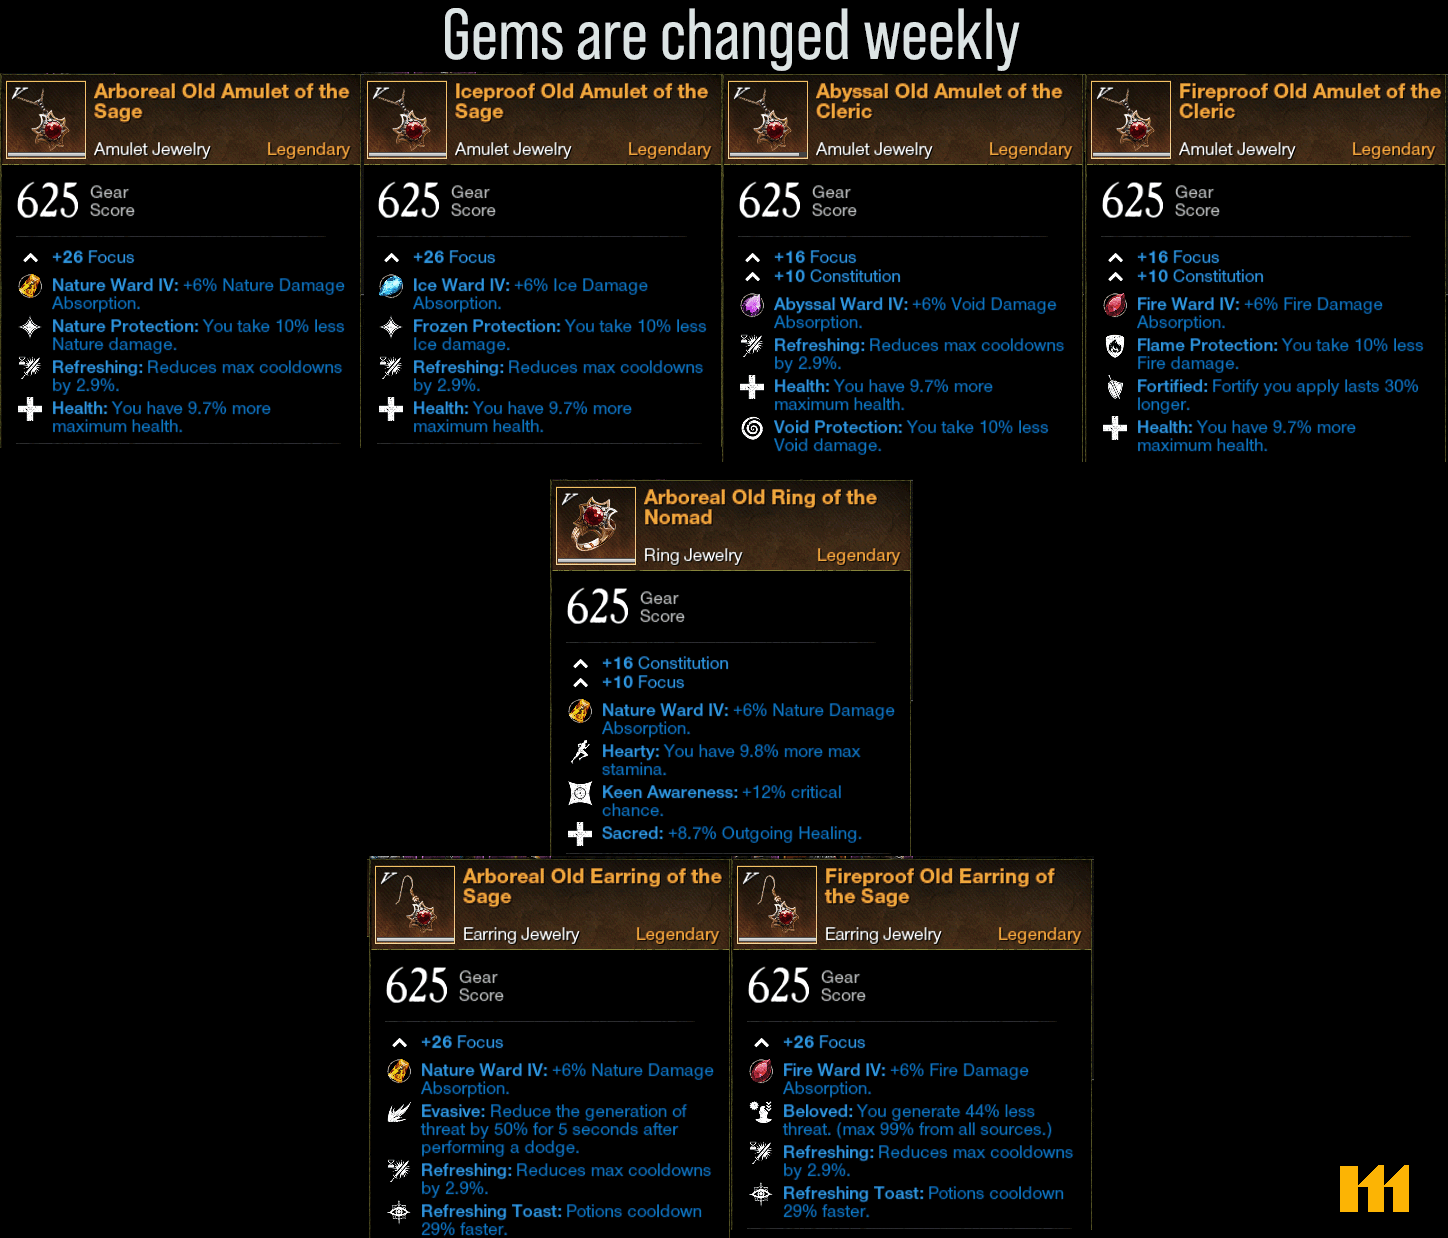 Gems are changed weekly
Arboreal Old Amulet of the
Sage
Amulet Jewelry Legendary
625 Gear
Score
+26 Focus
Nature Ward IV: +6% Nature Damage
Absorption.
Nature Protection: You take 10% less
Nature damage.
Refreshing: Reduces max cooldowns
by 2.9%.
Health: You have 9.7% more
maximum health.
Iceproof Old Amulet of the
Sage
Amulet Jewelry Legendary
625 Gear
Score
+26 Focus
Ice Ward IV: +6% Ice Damage
Absorption.
Frozen Protection: You take 10% less
Ice damage.
Refreshing: Reduces max cooldowns
by 2.9%.
Health: You have 9.7% more
maximum health.
Abyssal Old Amulet of the
Cleric
Amulet Jewelry Legendary
625 Gear
Score
+16 Focus
+10 Constitution
Abyssal Ward IV: +6% Void Damage
Absorption.
Refreshing: Reduces max cooldowns
by 2.9%.
Health: You have 9.7% more
maximum health.
Void Protection: You take 10% less
Void damage.
Fireproof Old Amulet of the
Cleric
Amulet Jewelry Legendary
625 Gear
Score
+16 Focus
+10 Constitution
Fire Ward IV: +6% Fire Damage
Absorption.
Flame Protection: You take 10% less
Fire damage.
Fortified: Fortify you apply lasts 30%
longer.
Health: You have 9.7% more
maximum health.
Arboreal Old Ring of the
Nomad
Ring Jewelry Legendary
625 Gear
Score
+16 Constitution
+10 Focus
Nature Ward IV: +6% Nature Damage
Absorption.
Hearty: You have 9.8% more max
stamina.
Keen Awareness: +12% critical
chance.
Sacred: +8.7% Outgoing Healing.
Arboreal Old Earring of the
Sage
Earring Jewelry Legendary
625 Gear
Score
+26 Focus
Nature Ward IV: +6% Nature Damage
Absorption.
Evasive: Reduce the generation of
threat by 50% for 5 seconds after
performing a dodge.
Refreshing: Reduces max cooldowns
by 2.9%.
Refreshing Toast: Potions cooldown
29% faster.
Fireproof Old Earring of
the Sage
Earring Jewelry Legendary
625 Gear
Score
+26 Focus
Fire Ward IV: +6% Fire Damage
Absorption.
Beloved: You generate 44% less
threat. (max 99% from all sources.)
Refreshing: Reduces max cooldowns
by 2.9%.
Refreshing Toast: Potions cooldown
29% faster.